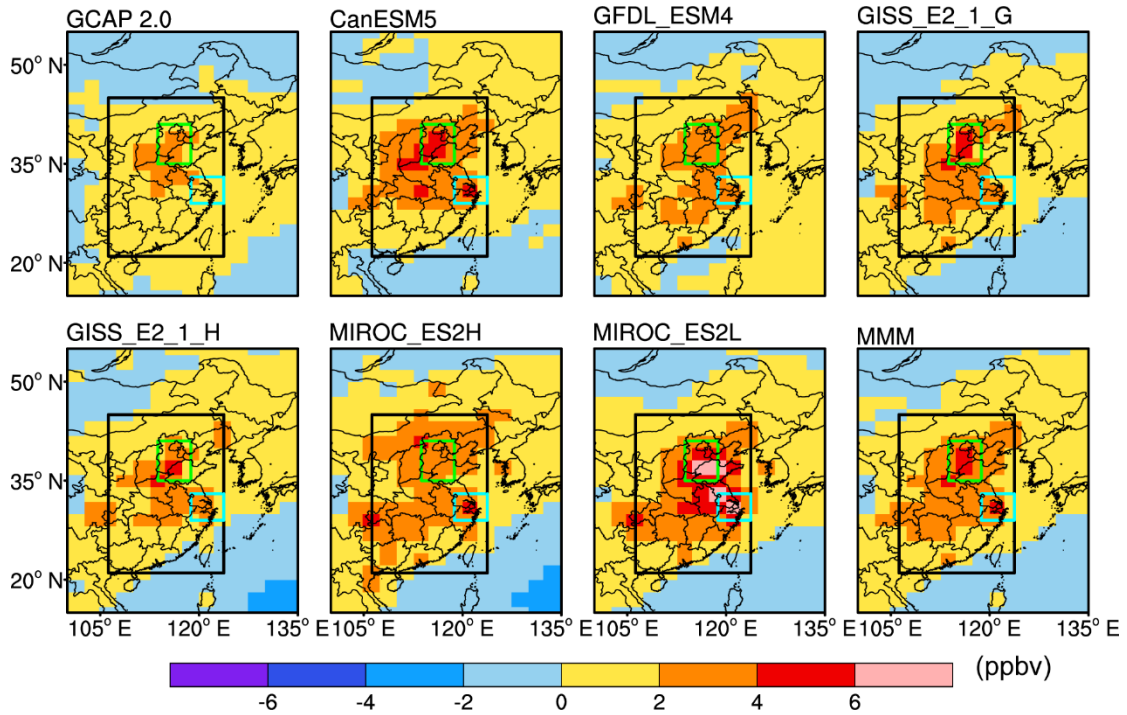 GCAP 2.0 CanESM5 GFDL_ESM4 GISS_E2_1_G
50° N
35° N
20° N
GISS_E2_1_H MIROC_ES2H MIROC_ES2L MMM
50° N
35° N
20° N
105° E 120° E 135° E 105° E 120° E 135° E 105° E 120° E 135° E 105° E 120° E 135° E
(ppbv)
-6 -4 -2 0 2 4 6